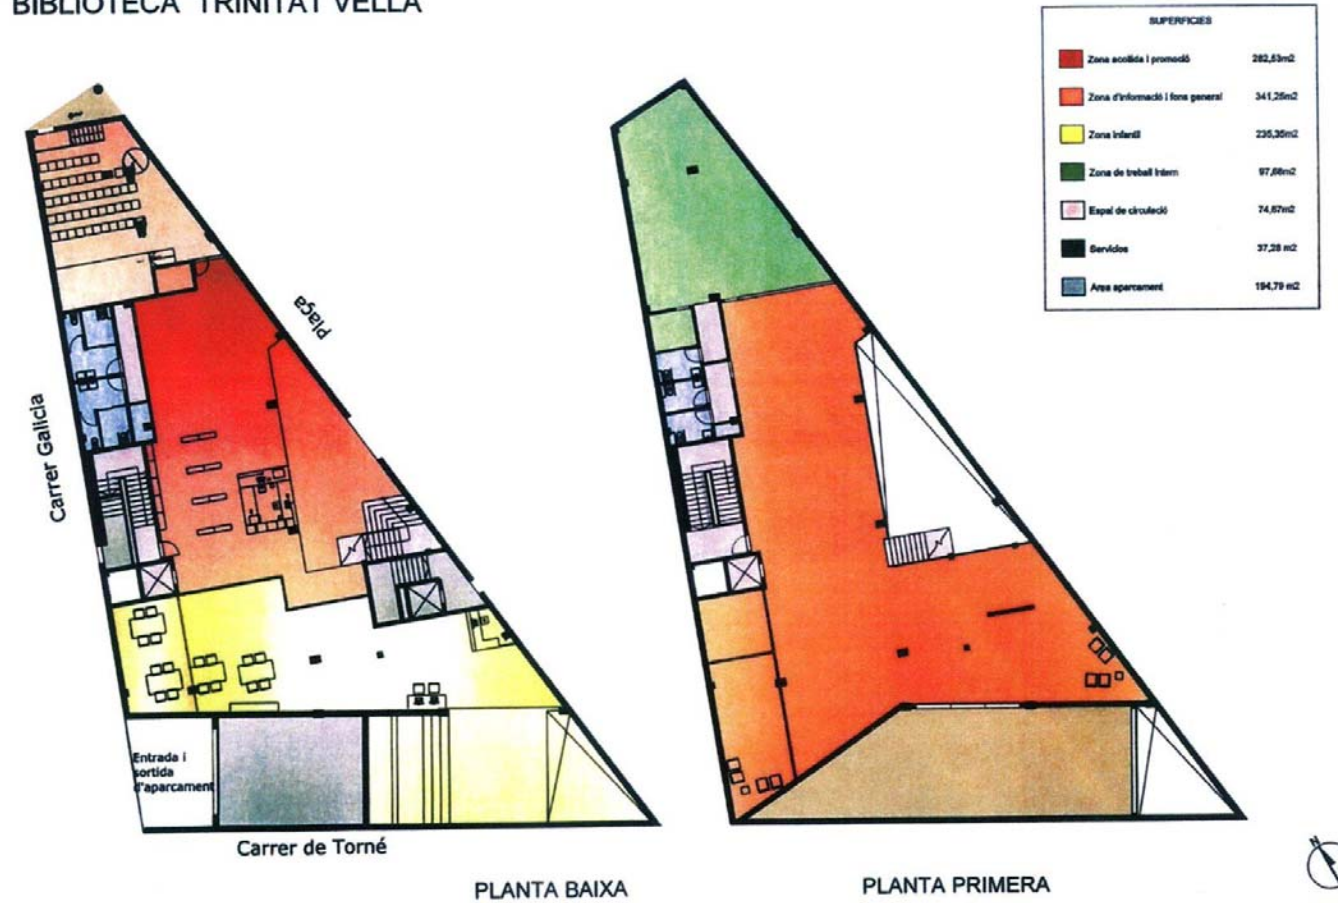 BIBLIOTECA TRINITAT VELLA
SUPERFICIES
Zona acollida i promoció 282,53m2
Zona d'informació i fons general 341,25m2
Zona infantil 235,35m2
Zona de treball intern 97,68m2
Espai de circulació 74,67m2
Servicios 37,28 m2
Area aparcament 194,79 m2
Plaça
Carrer Galicia
Entrada i
sortida
d'aparcament
Carrer de Torné
PLANTA BAIXA
PLANTA PRIMERA
N